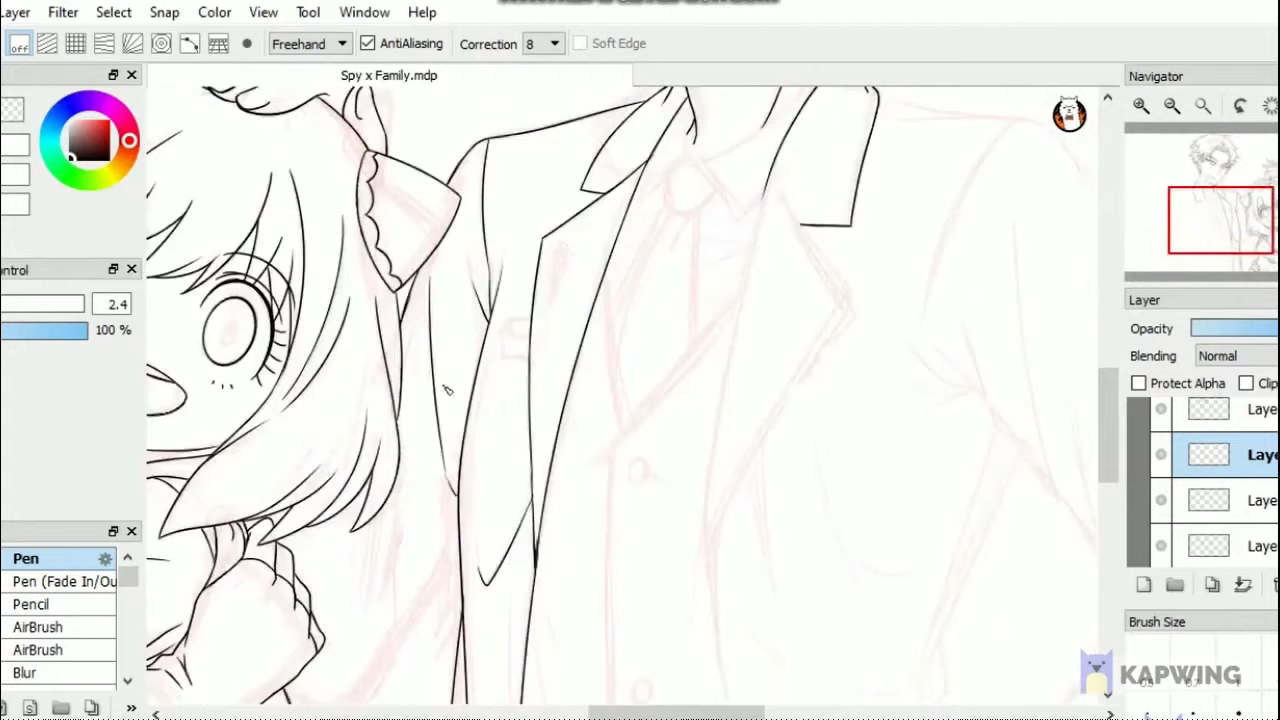 Layer Filter Select Snap Color View Tool Window Help
off Freehand AntiAliasing Correction 8 Soft Edge
Spy x Family.mdp
Navigator
ontrol
2.4
100 %
Layer
Opacity
Blending Normal
Protect Alpha Clip
Laye
Laye
Laye
Laye
Pen
Pen (Fade In/Ou
Pencil
AirBrush
AirBrush
Blur
Brush Size
KAPWING